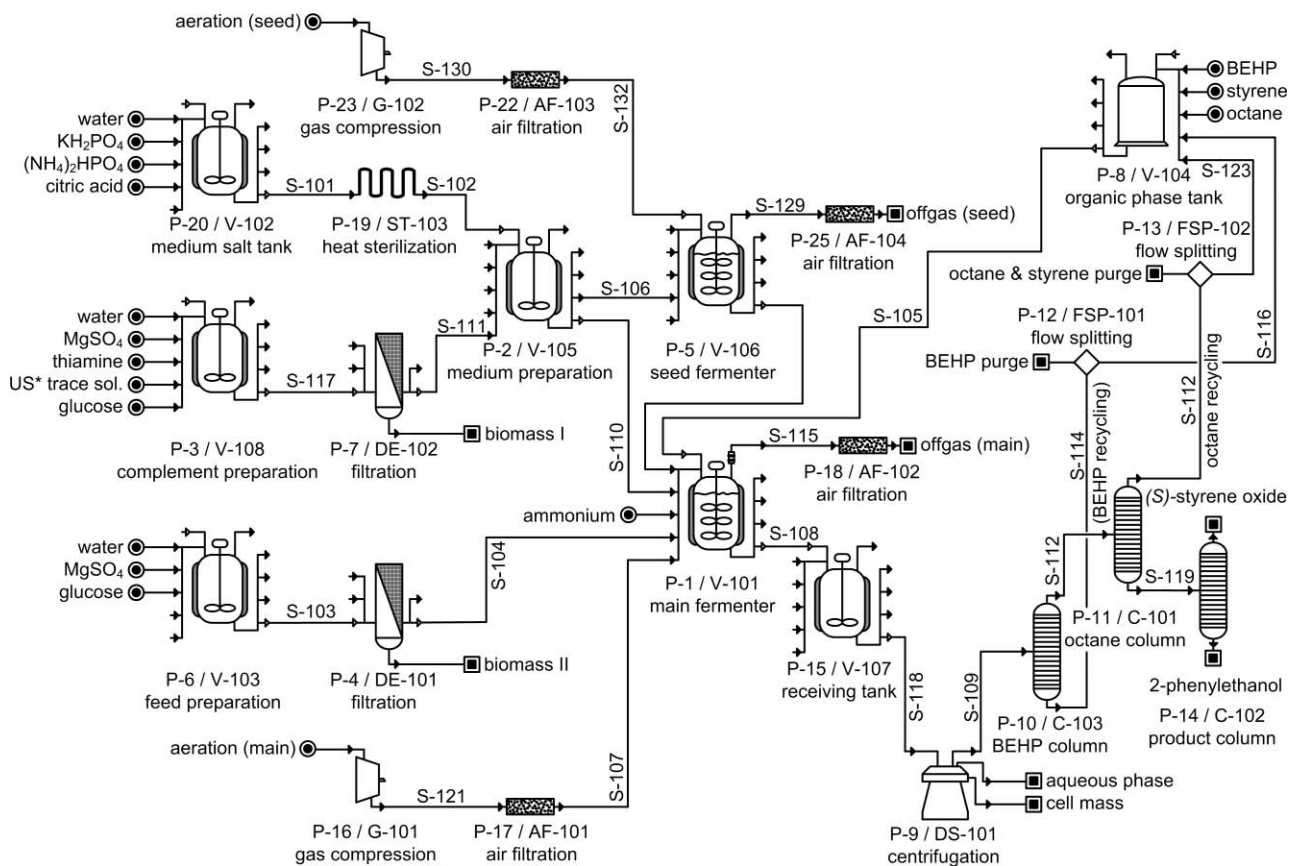 aeration (seed)
S-130
P-23 / G-102
gas compression
P-22 / AF-103
air filtration
S-132
water
KH₂PO₄
(NH₄)₂HPO₄
citric acid
S-101
S-102
P-20 / V-102
medium salt tank
P-19 / ST-103
heat sterilization
S-129
offgas (seed)
P-25 / AF-104
air filtration
BEHP
styrene
octane
S-123
P-8 / V-104
organic phase tank
P-13 / FSP-102
flow splitting
octane & styrene purge
S-106
S-105
S-116
P-12 / FSP-101
flow splitting
BEHP purge
water
MgSO₄
thiamine
US* trace sol.
glucose
S-117
S-111
P-2 / V-105
medium preparation
P-5 / V-106
seed fermenter
S-112
octane recycling
P-3 / V-108
complement preparation
P-7 / DE-102
filtration
biomass I
S-110
S-115
offgas (main)
P-18 / AF-102
air filtration
S-114
(BEHP recycling)
(S)-styrene oxide
ammonium
water
MgSO₄
glucose
S-103
S-104
S-108
P-1 / V-101
main fermenter
S-112
S-119
P-11 / C-101
octane column
P-6 / V-103
feed preparation
P-4 / DE-101
filtration
biomass II
P-15 / V-107
receiving tank
S-118
S-109
2-phenylethanol
P-14 / C-102
product column
P-10 / C-103
BEHP column
aeration (main)
S-121
S-107
P-16 / G-101
gas compression
P-17 / AF-101
air filtration
aqueous phase
cell mass
P-9 / DS-101
centrifugation